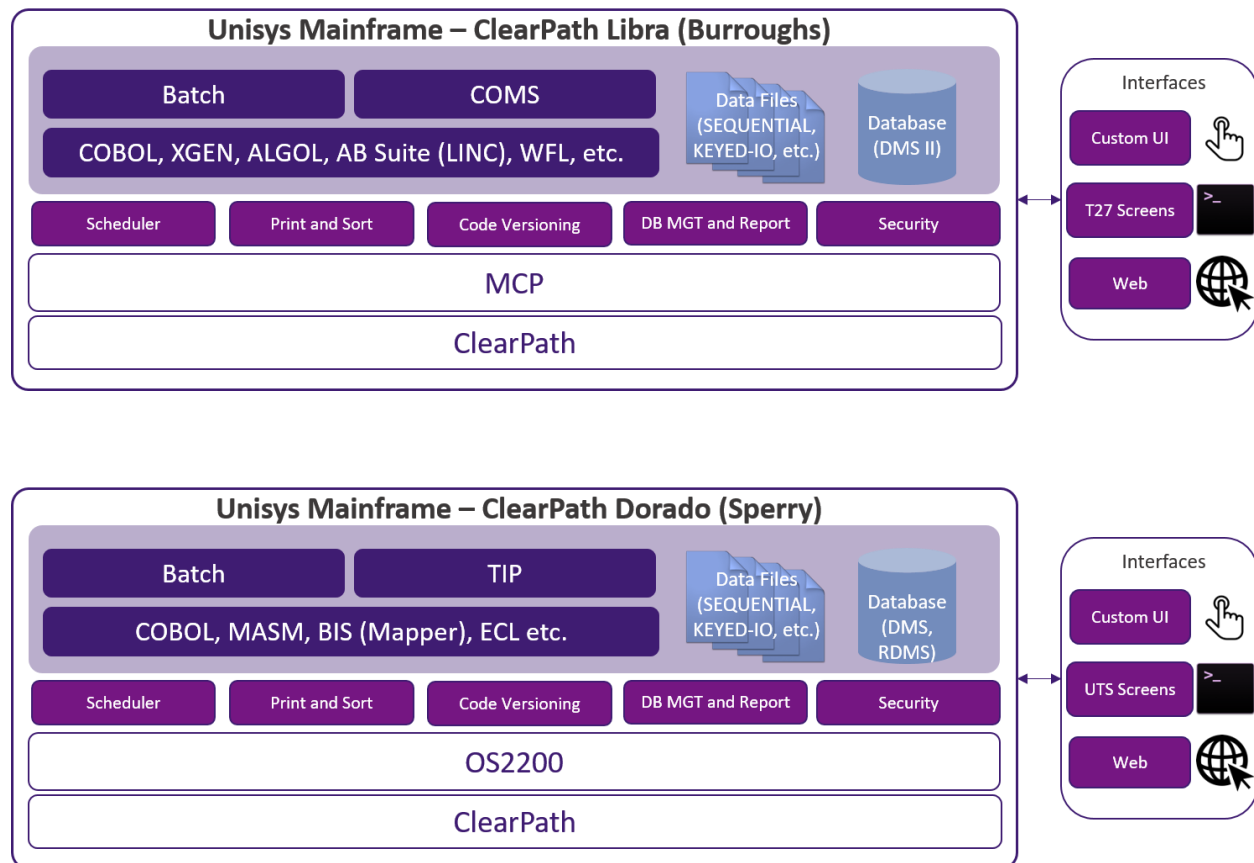 Unisys Mainframe – ClearPath Libra (Burroughs)
Batch
COMS
COBOL, XGEN, ALGOL, AB Suite (LINC), WFL, etc.
Data Files
(SEQUENTIAL,
KEYED-IO, etc.)
Database
(DMS II)
Scheduler
Print and Sort
Code Versioning
DB MGT and Report
Security
MCP
ClearPath
Interfaces
Custom UI
T27 Screens
>_
Web
Unisys Mainframe – ClearPath Dorado (Sperry)
Batch
TIP
COBOL, MASM, BIS (Mapper), ECL etc.
Data Files
(SEQUENTIAL,
KEYED-IO, etc.)
Database
(DMS,
RDMS)
Scheduler
Print and Sort
Code Versioning
DB MGT and Report
Security
OS2200
ClearPath
Interfaces
Custom UI
UTS Screens
>_
Web